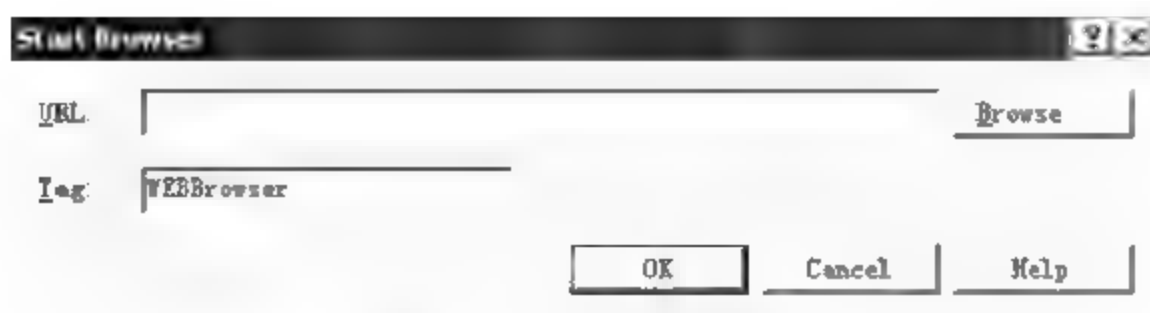 Start Browser
URL: Browse
Tag: WEBBrowser
OK Cancel Help